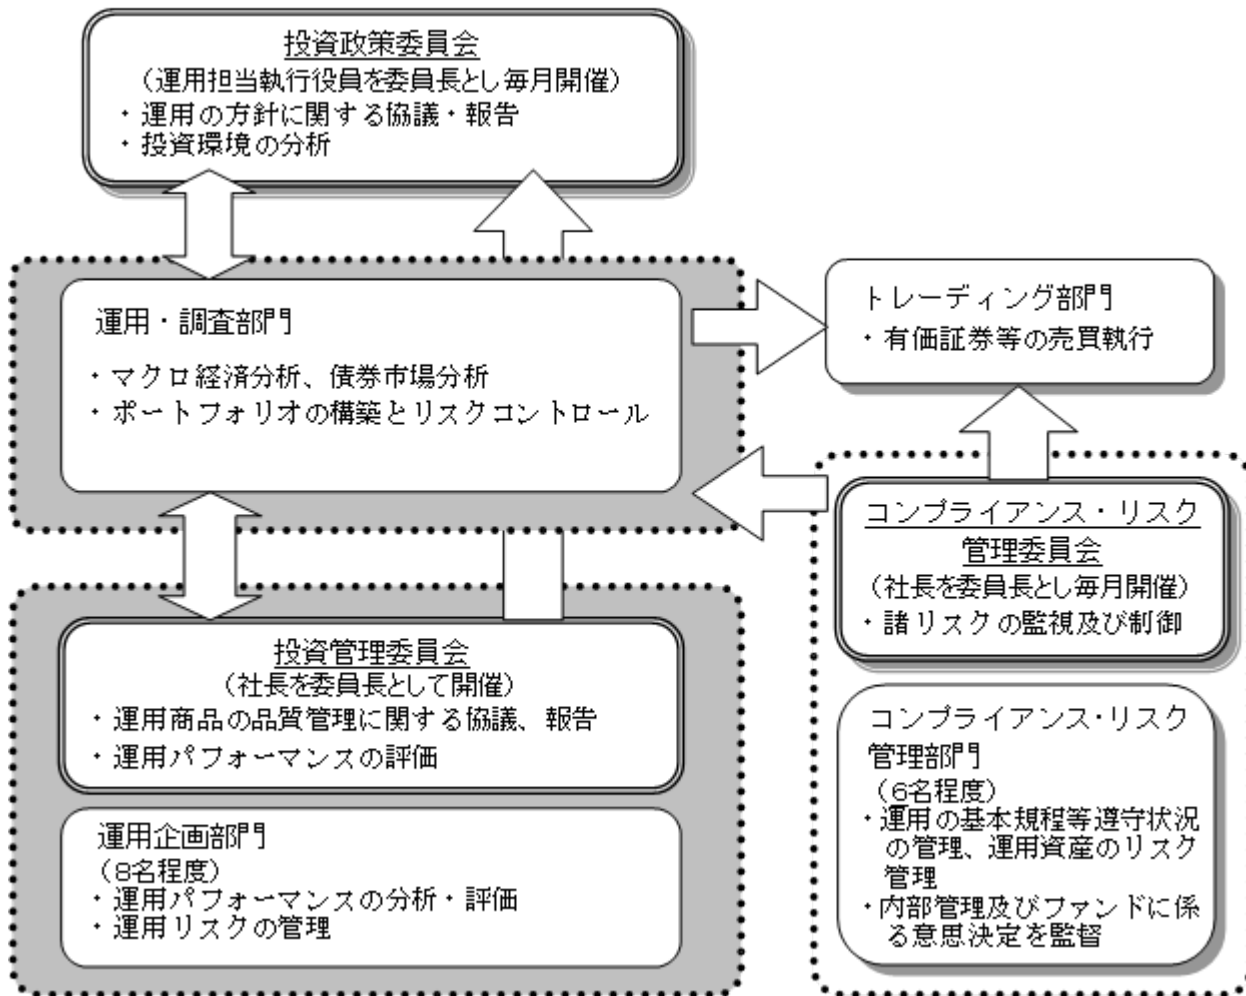 投資政策委員会
（運用担当執行役員を委員長とし毎月開催）
・運用の方針に関する協議・報告
・投資環境の分析
運用・調査部門
・マクロ経済分析、債券市場分析
・ポートフォリオの構築とリスクコントロール
トレーディング部門
・有価証券等の売買執行
コンプライアンス・リスク
管理委員会
（社長を委員長とし毎月開催）
・諸リスクの監視及び制御
投資管理委員会
（社長を委員長として開催）
・運用商品の品質管理に関する協議、報告
・運用パフォーマンスの評価
運用企画部門
（8名程度）
・運用パフォーマンスの分析・評価
・運用リスクの管理
コンプライアンス・リスク
管理部門
（6名程度）
・運用の基本規程等遵守状況
の管理、運用資産のリスク
管理
・内部管理及びファンドに係
る意思決定を監督